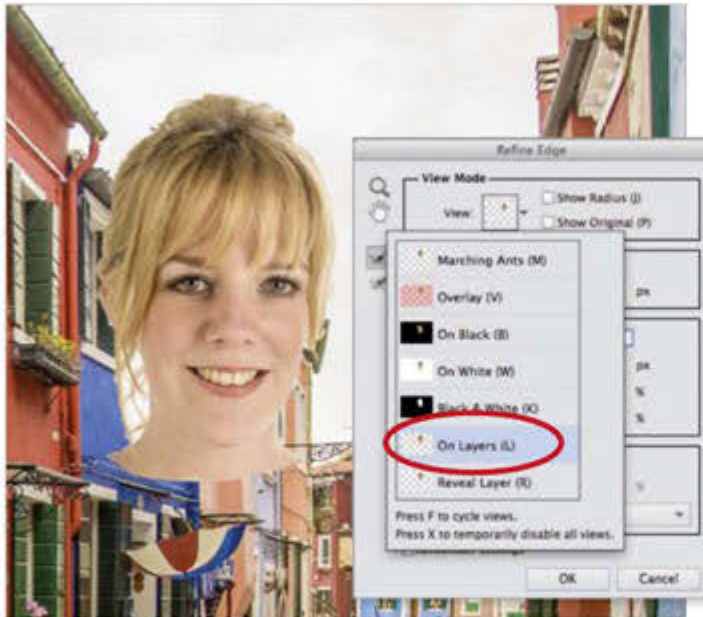 Refine Edge
View Mode
View:
Show Radius (J)
Show Original (P)
Marching Ants (M)
Overlay (V)
px
On Black (B)
On White (W)
px
Black & White (K)
%
%
On Layers (L)
Reveal Layer (R)
%
Press F to cycle views.
Press X to temporarily disable all views.
OK
Cancel